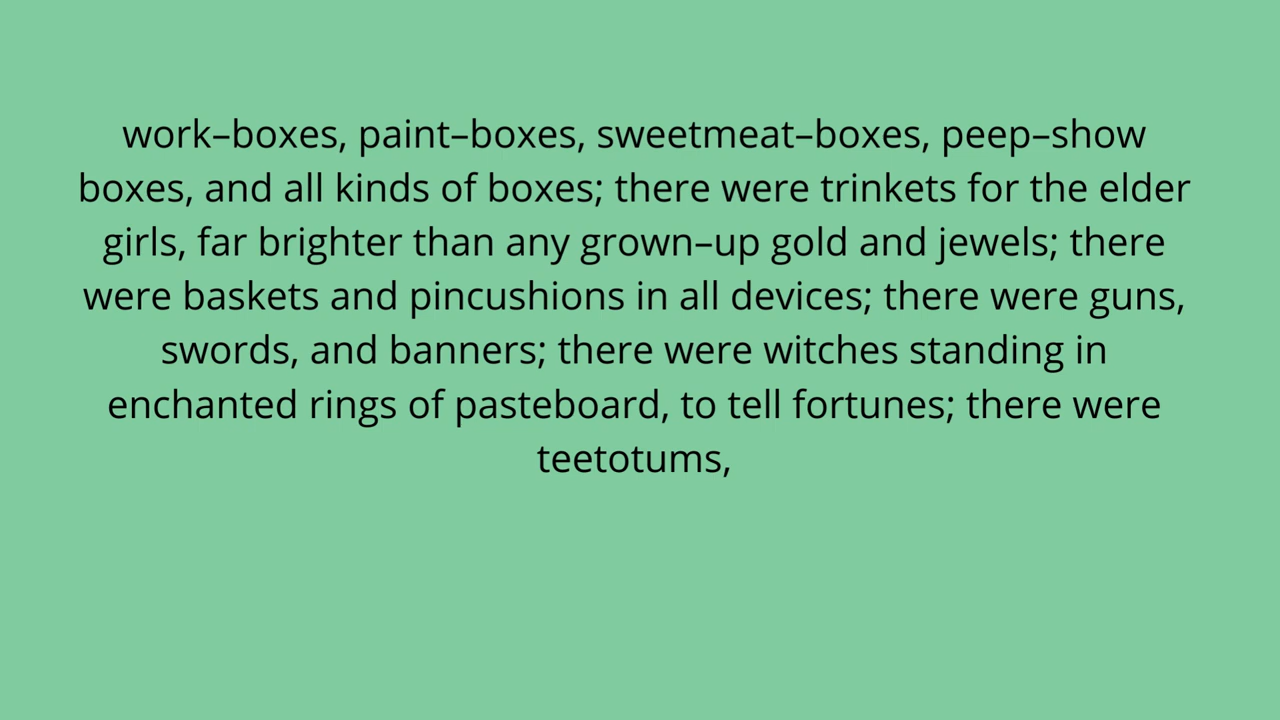 work–boxes, paint–boxes, sweetmeat–boxes, peep–show
boxes, and all kinds of boxes; there were trinkets for the elder
girls, far brighter than any grown–up gold and jewels; there
were baskets and pincushions in all devices; there were guns,
swords, and banners; there were witches standing in
enchanted rings of pasteboard, to tell fortunes; there were
teetotums,